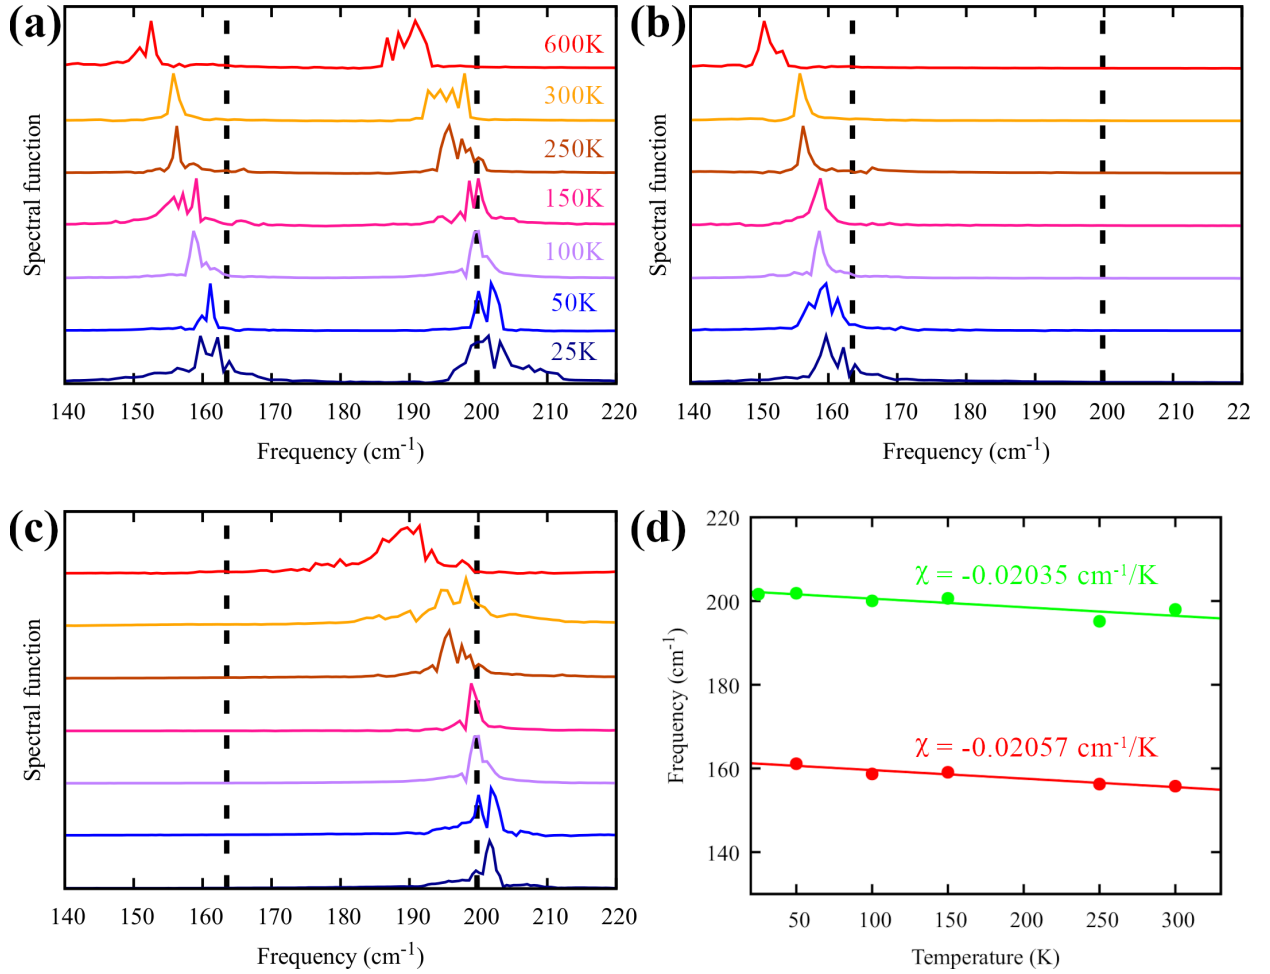 (a)
600K
300K
250K
150K
100K
50K
25K
Spectral function
140 150 160 170 180 190 200 210 220
Frequency (cm-1)
(b)
Spectral function
140 150 160 170 180 190 200 210 22
Frequency (cm-1)
(c)
Spectral function
140 150 160 170 180 190 200 210 220
Frequency (cm-1)
(d)
220
200
180
160
140
Frequency (cm-1)
χ = -0.02035 cm-1/K
χ = -0.02057 cm-1/K
50 100 150 200 250 300
Temperature (K)